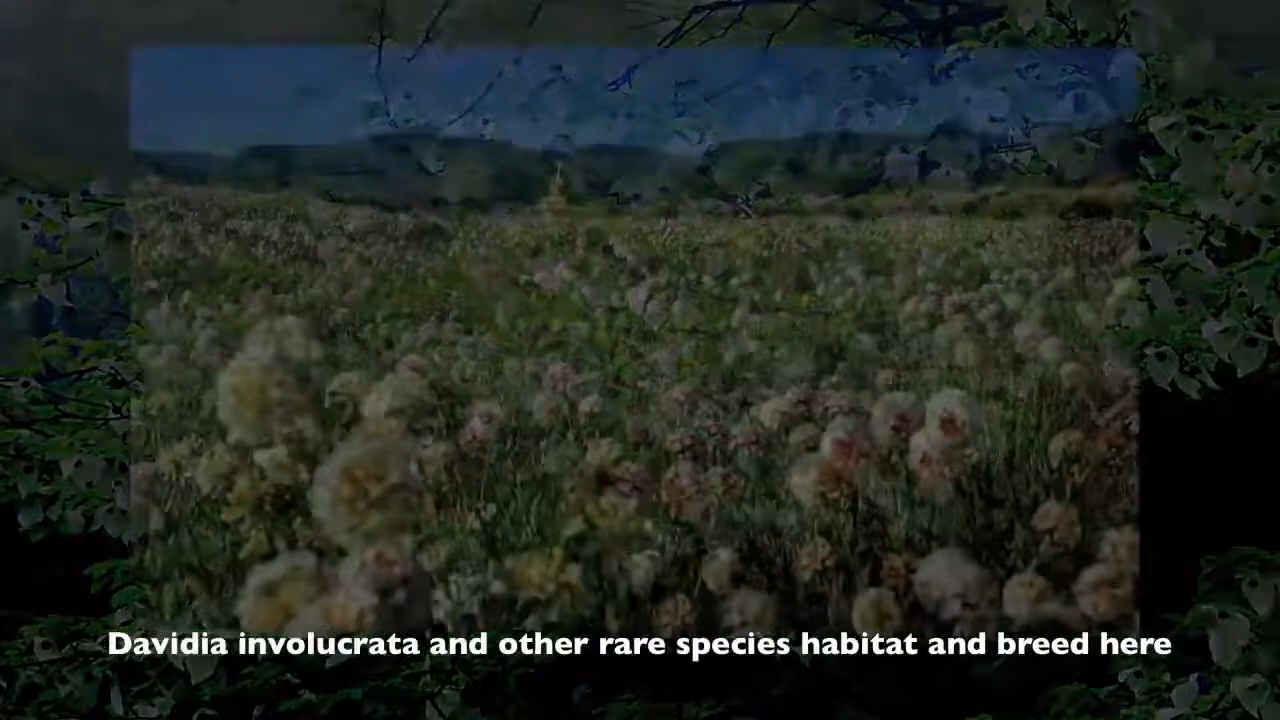 Davidia involucrata and other rare species habitat and breed here